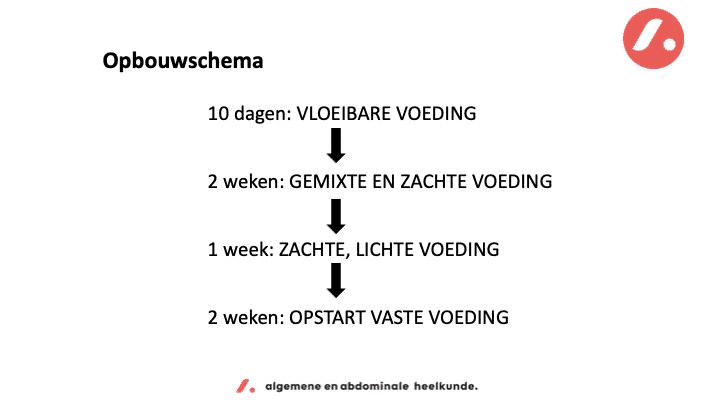 Opbouwschema
10 dagen: VLOEIBARE VOEDING
2 weken: GEMIXTE EN ZACHTE VOEDING
1 week: ZACHTE, LICHTE VOEDING
2 weken: OPSTART VASTE VOEDING
algemene en abdominale heelkunde.